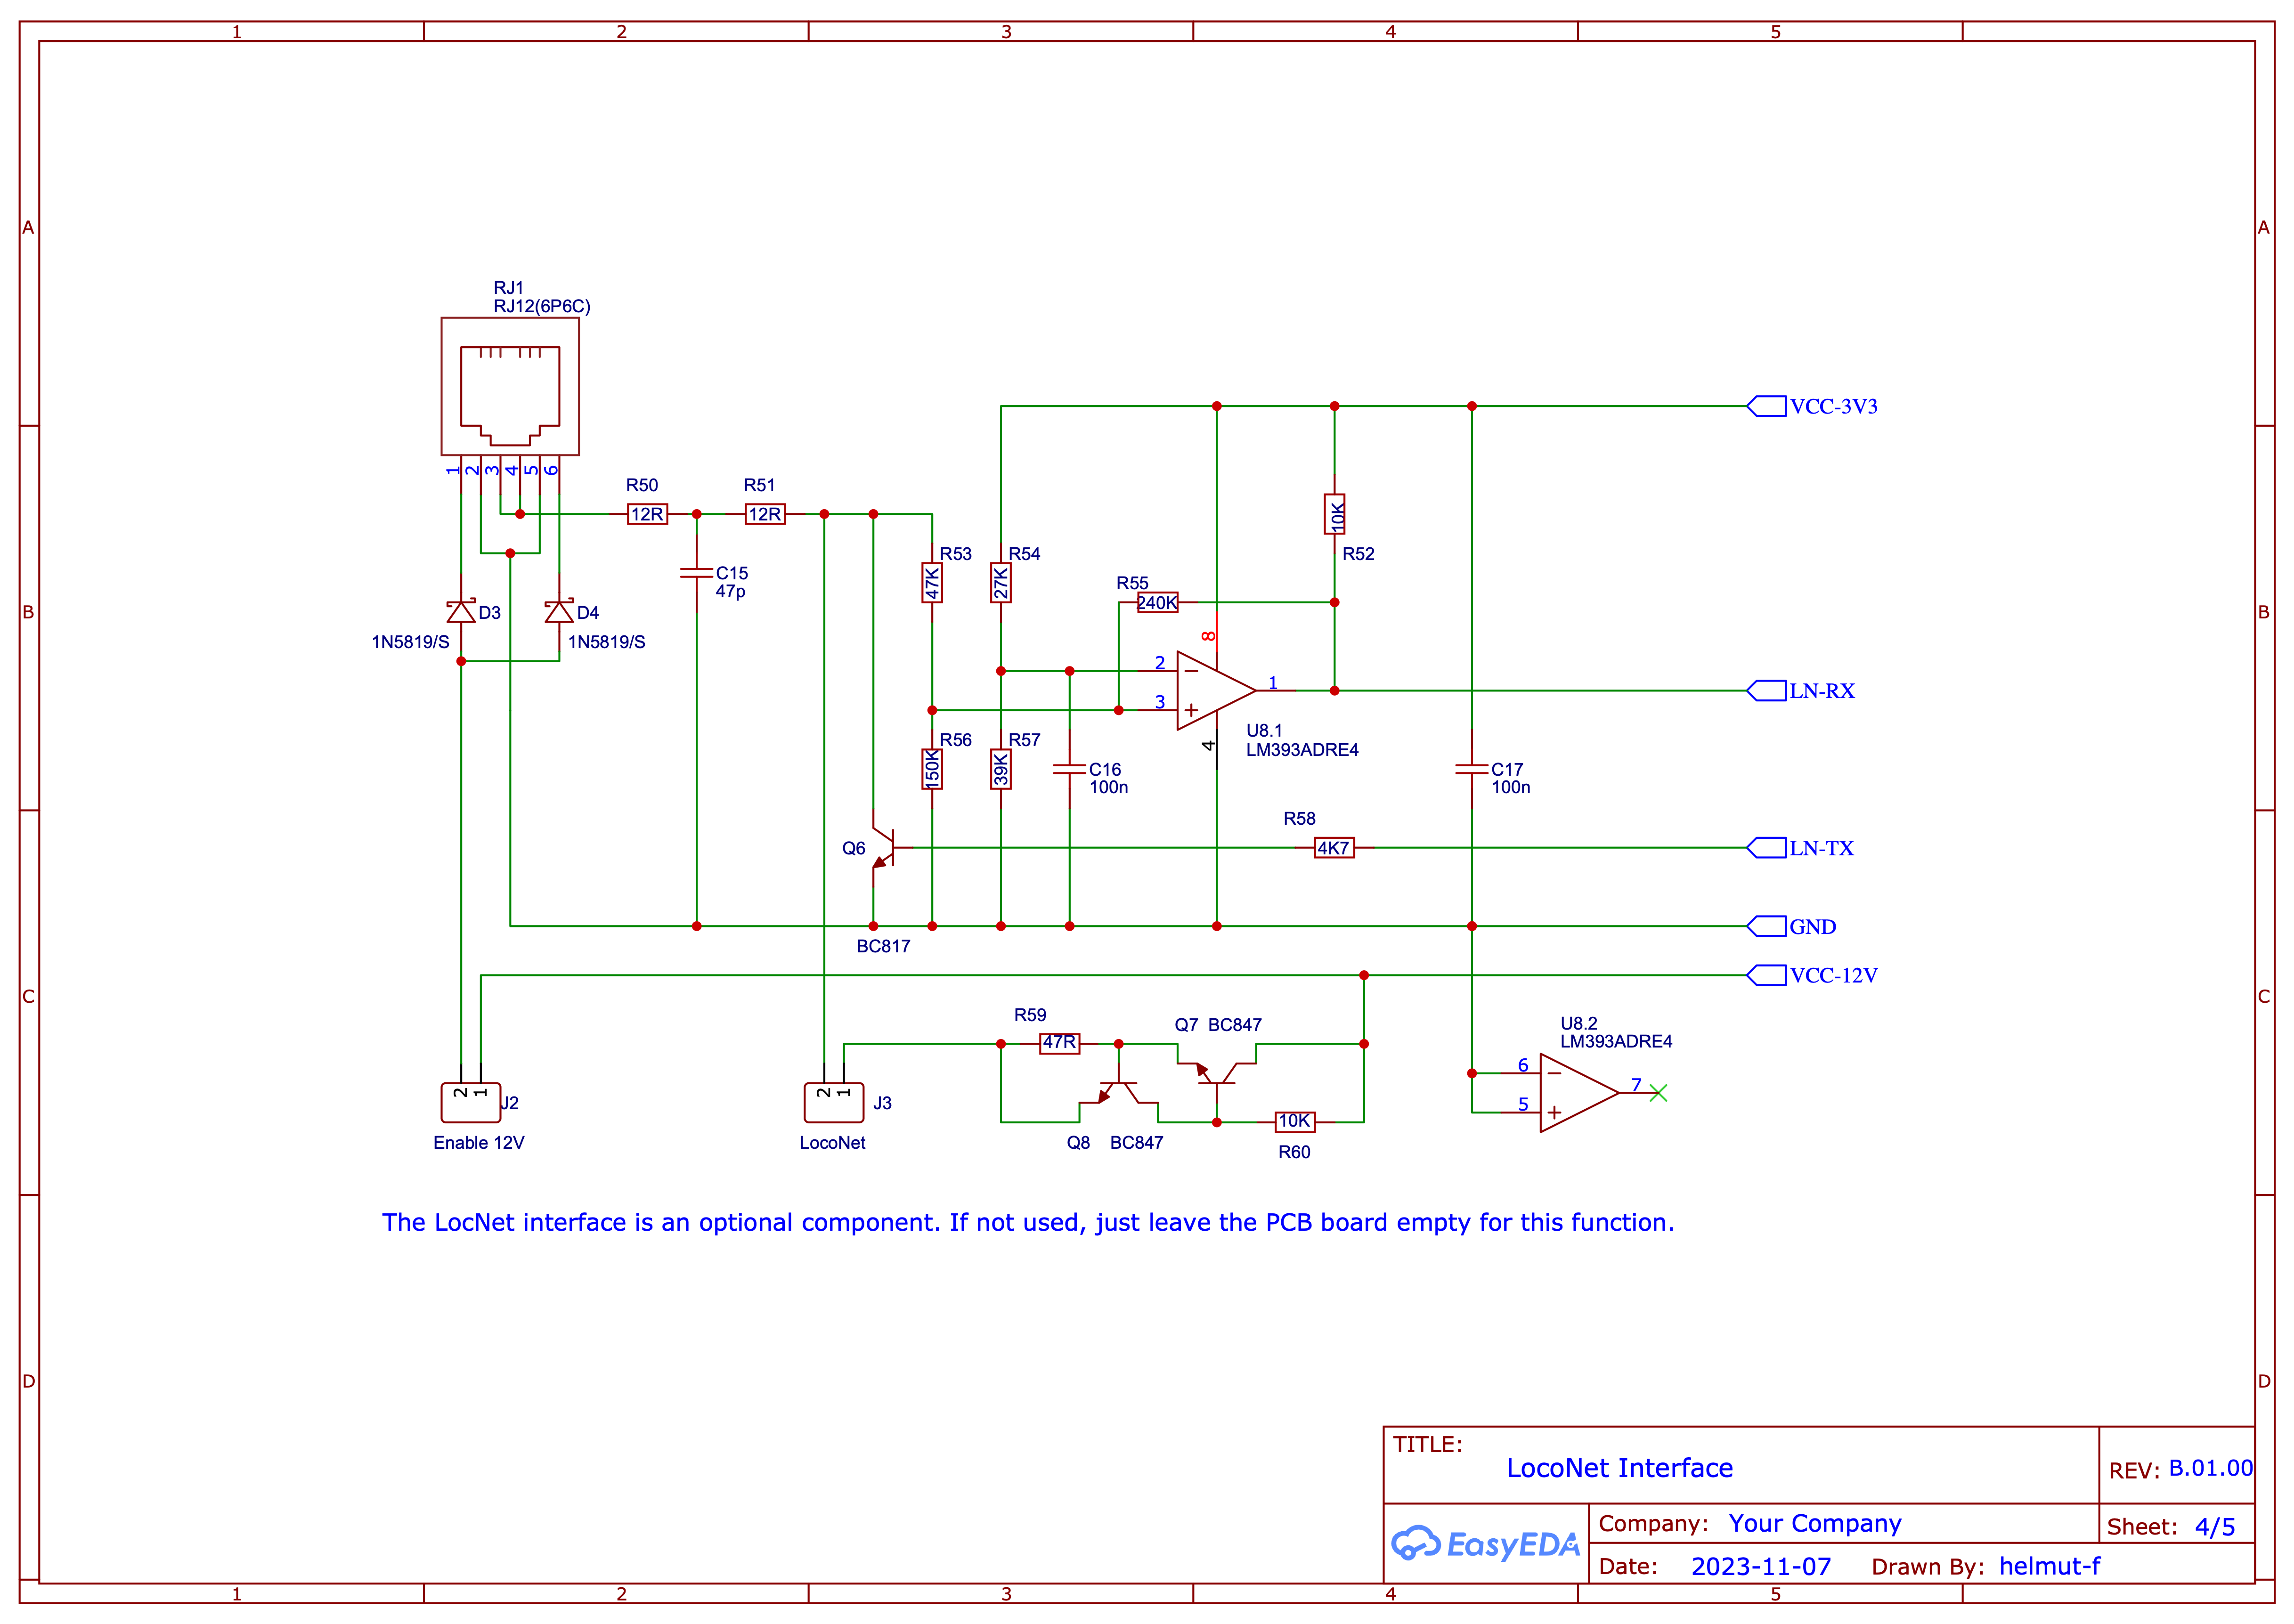 1 2 3 4 5
A A
RJ1
RJ12(6P6C)
VCC-3V3
1 2 3 4 5 6
R50 R51
12R 12R
10K
R53 R54 R52
47K 27K
C15
47p
R55
240K
B D3 D4 B
1N5819/S 1N5819/S
8
2
1 LN-RX
3
U8.1
LM393ADRE4
4
R56 R57
150K 39K
C16 C17
100n 100n
R58
Q6 4K7 LN-TX
GND
BC817
VCC-12V
C C
R59 Q7 BC847 U8.2
47R LM393ADRE4
6
7
5
2 1 J2 2 1 J3
10K
Enable 12V LocoNet Q8 BC847
R60
The LocNet interface is an optional component. If not used, just leave the PCB board empty for this function.
D D
TITLE:
LocoNet Interface
REV: B.01.00
EasyEDA
Company: Your Company
Sheet: 4/5
Date: 2023-11-07 Drawn By: helmut-f
1 2 3 4 5